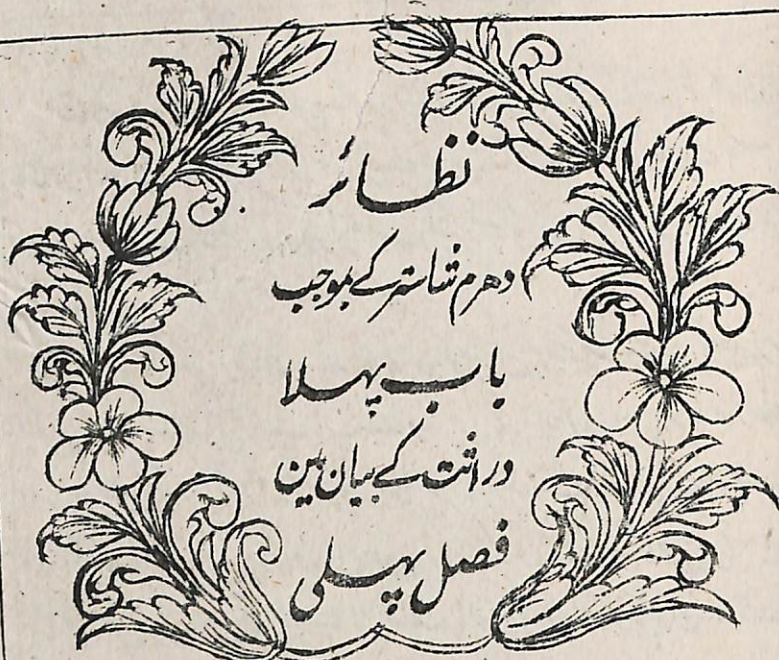 نظائر
دھرم شاستر کے بموجب
باب پہلا
وراثت کے بیان مین
فصل پہلی